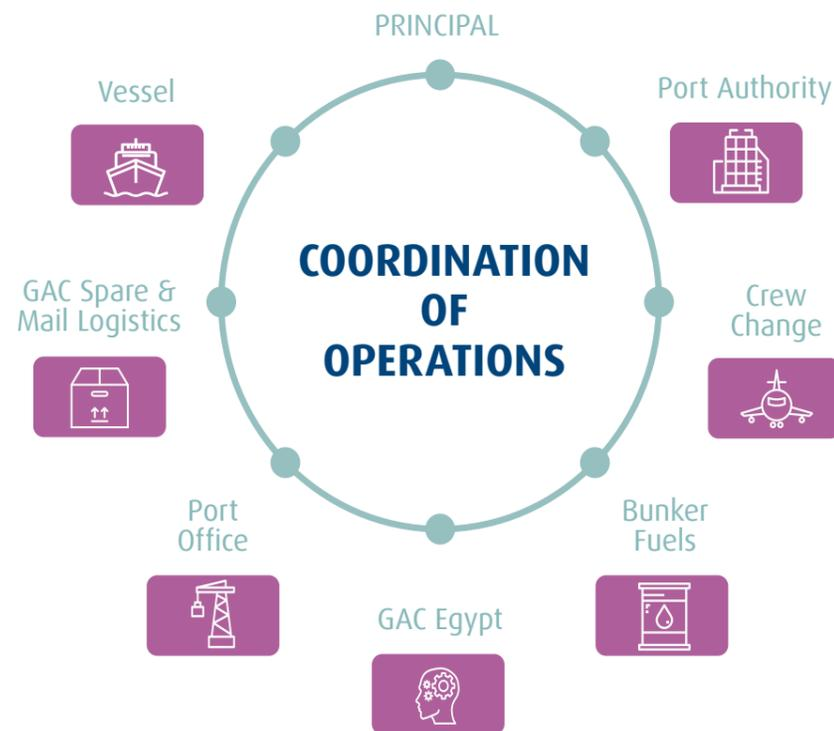 PRINCIPAL
Vessel
Port Authority
COORDINATION
OF
OPERATIONS
GAC Spare &
Mail Logistics
Crew
Change
Port
Office
Bunker
Fuels
GAC Egypt